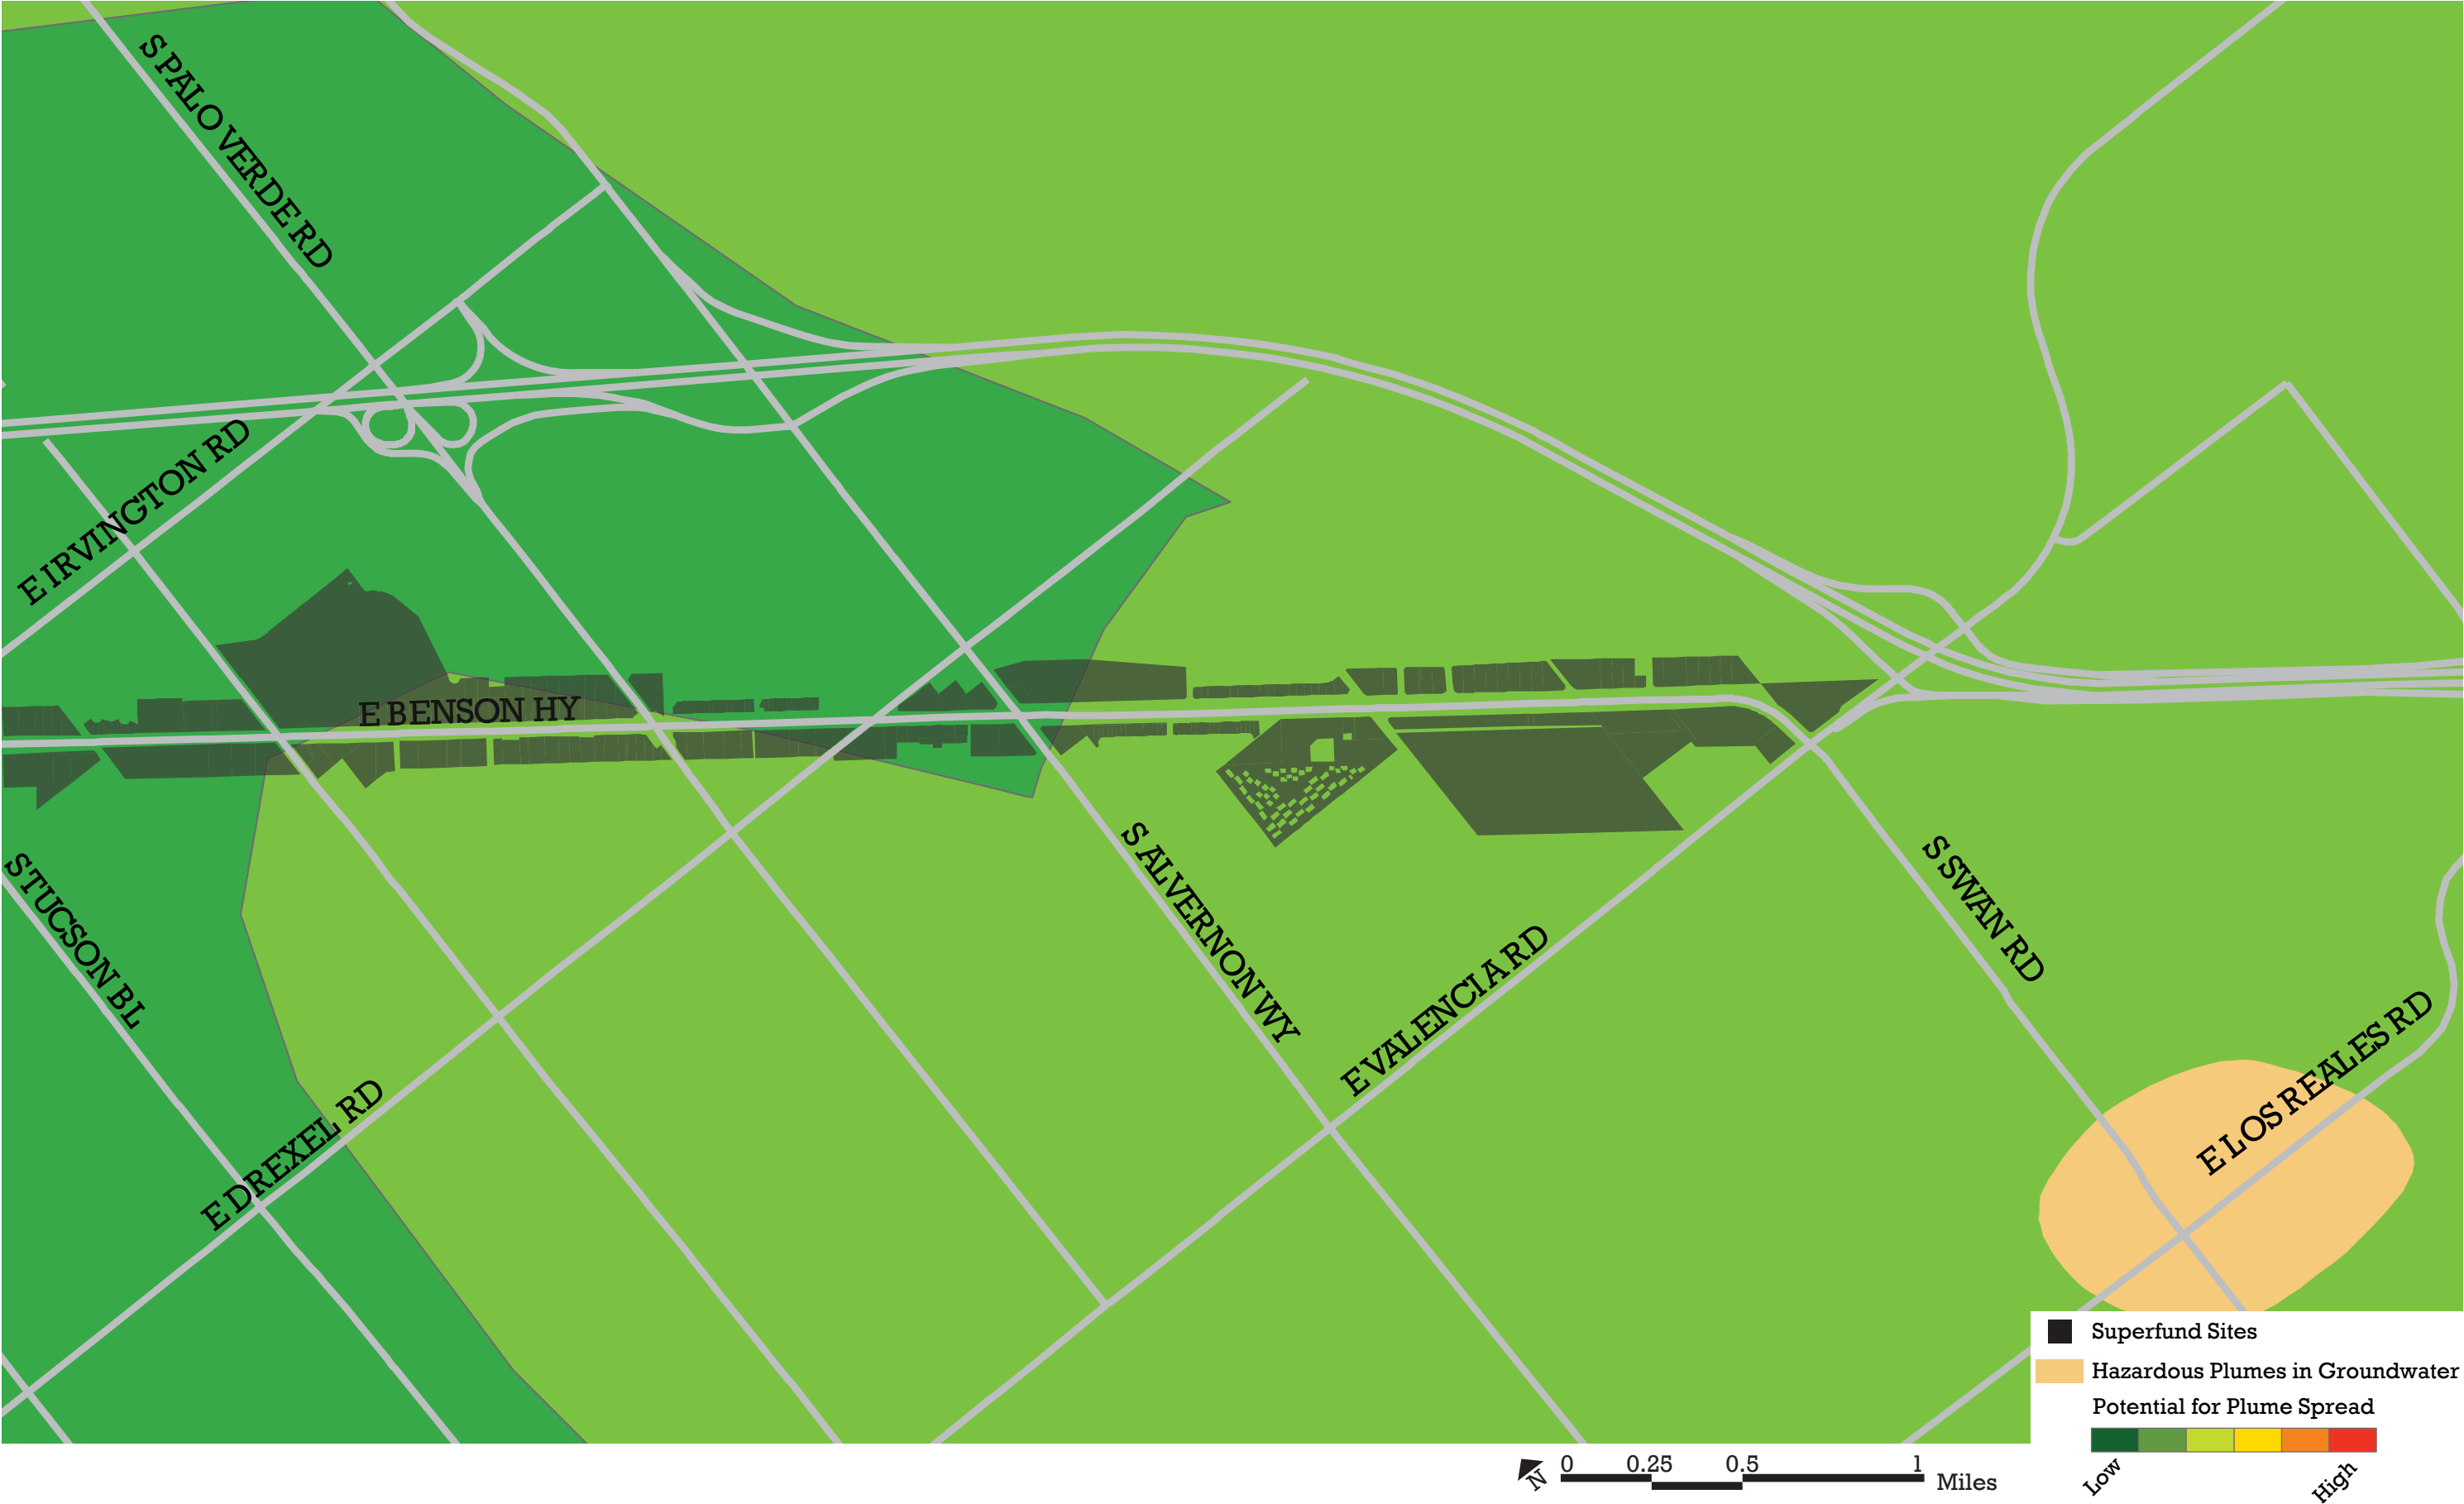 S PALO VERDE RD
E IRVINGTON RD
E BENSON HY
S TUCSON BL
S ALVERNON WY
S SWAN RD
E VALENCIA RD
E LOS REALES RD
E DREXEL RD
Superfund Sites
Hazardous Plumes in Groundwater
Potential for Plume Spread
Low
High
N
0 0.25 0.5 1
Miles